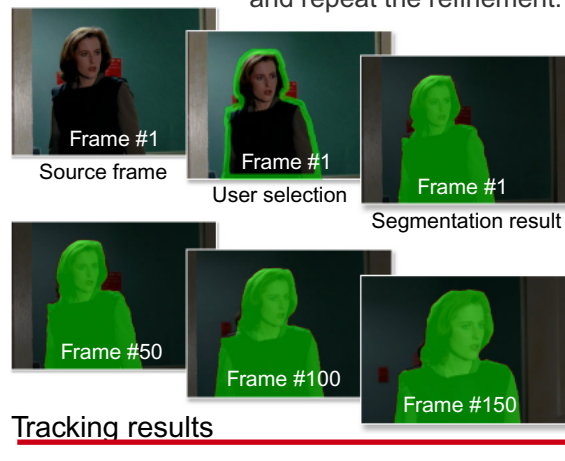 and repeat the refinement.
Frame #1
Source frame
Frame #1
User selection
Frame #1
Segmentation result
Frame #50
Frame #100
Frame #150
Tracking results